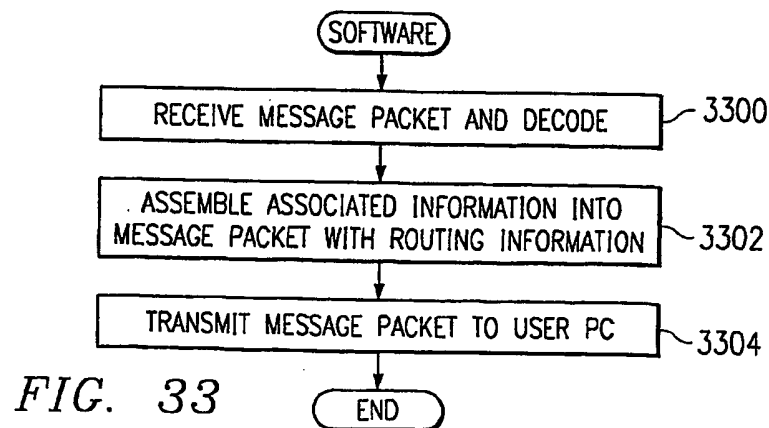 SOFTWARE
RECEIVE MESSAGE PACKET AND DECODE
3300
ASSEMBLE ASSOCIATED INFORMATION INTO
MESSAGE PACKET WITH ROUTING INFORMATION
3302
TRANSMIT MESSAGE PACKET TO USER PC
3304
END
FIG. 33